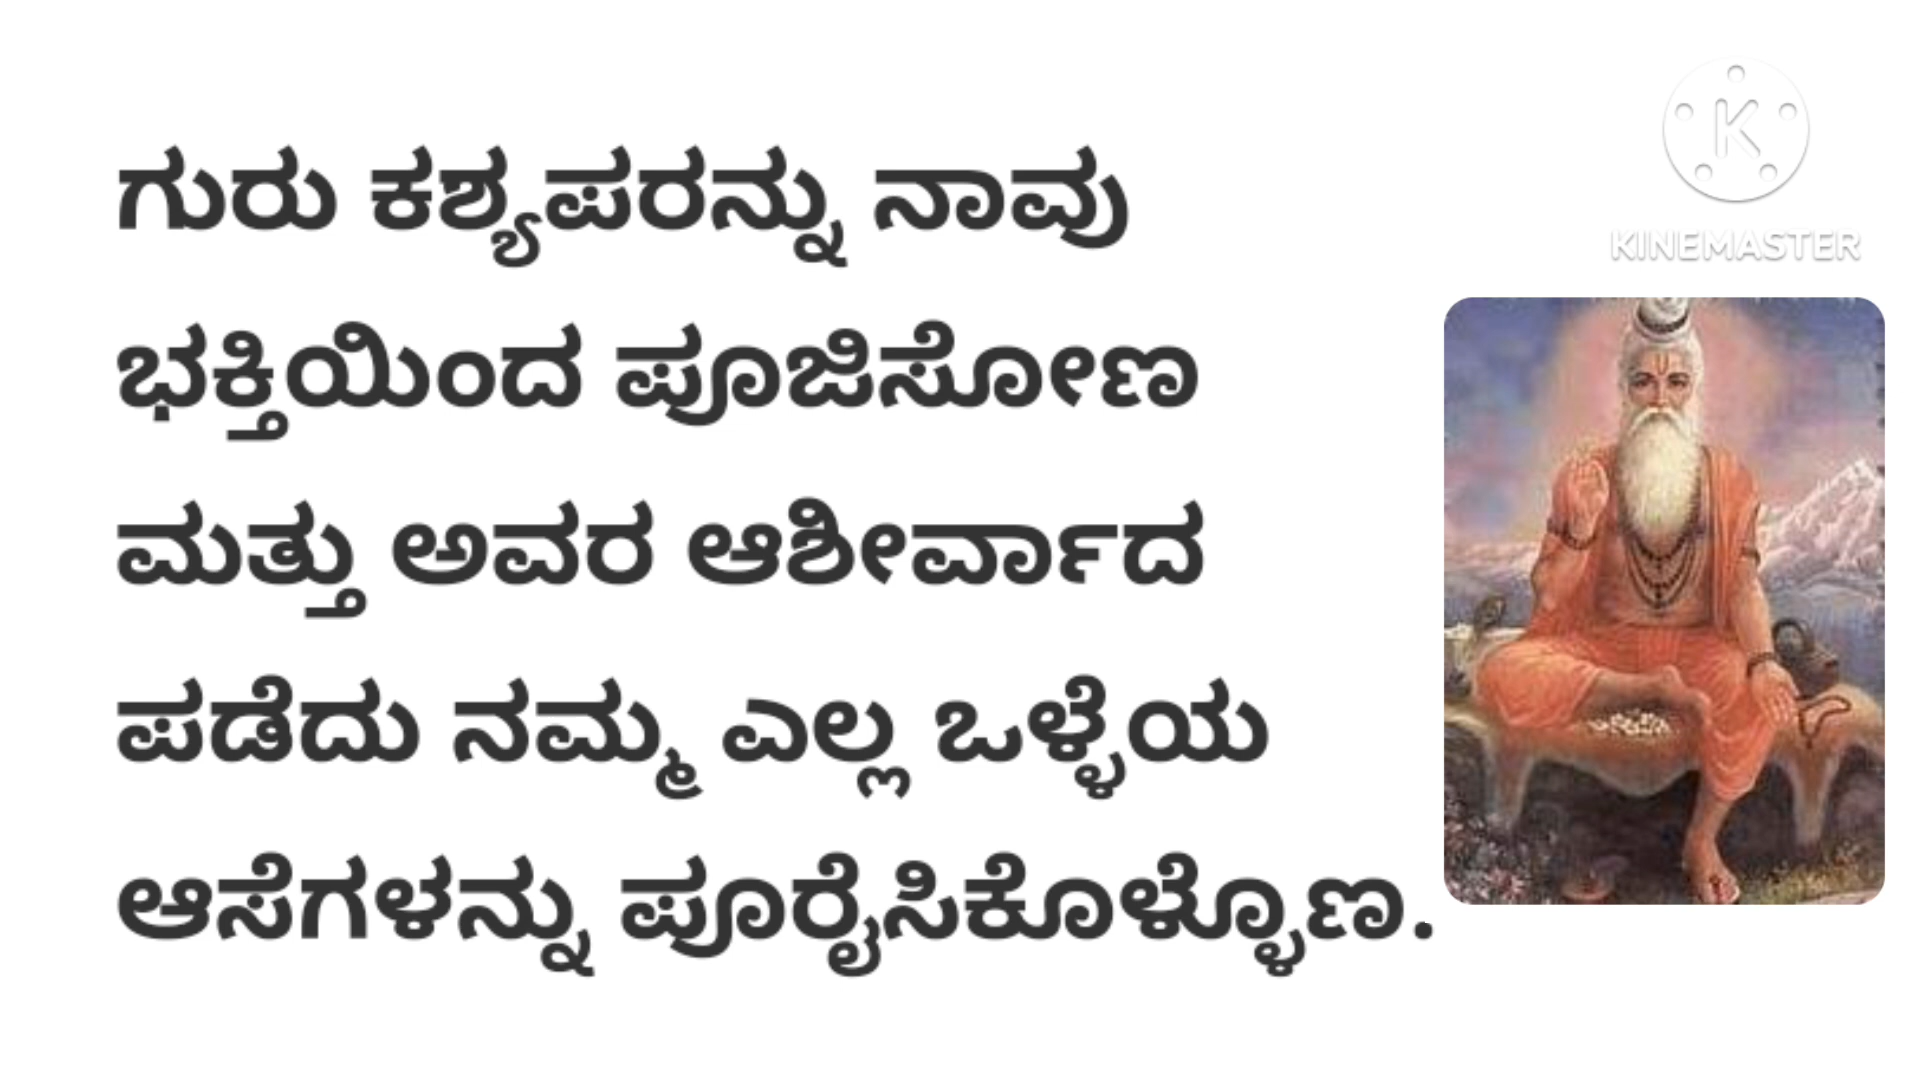 ಗುರು ಕಶ್ಯಪರನ್ನು ನಾವು
ಭಕ್ತಿಯಿಂದ ಪೂಜಿಸೋಣ
ಮತ್ತು ಅವರ ಆಶೀರ್ವಾದ
ಪಡೆದು ನಮ್ಮ ಎಲ್ಲ ಒಳ್ಳೆಯ
ಆಸೆಗಳನ್ನು ಪೂರೈಸಿಕೊಳ್ಳೊಣ.
K
KINEMASTER